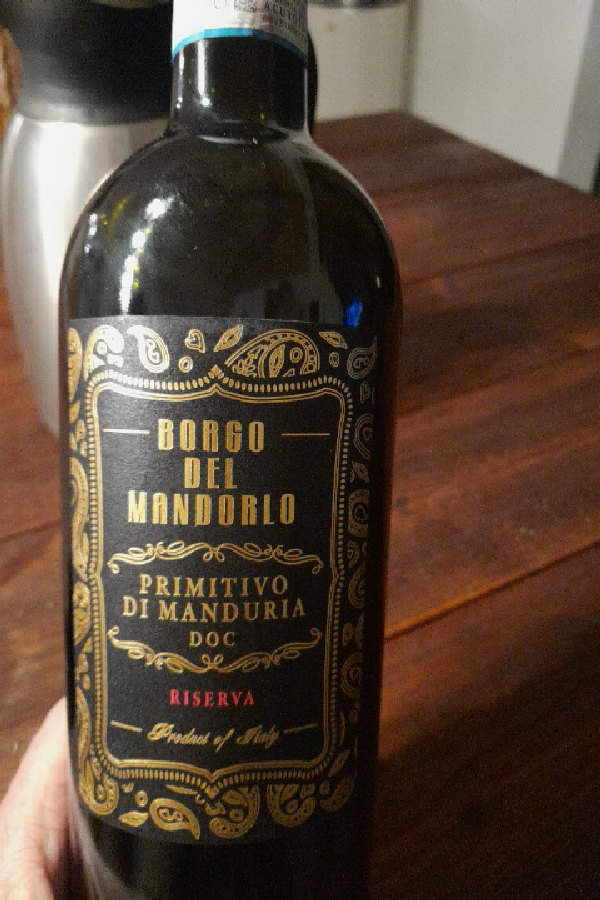 BORGO
DEL
MANDORLO
PRIMITIVO
DI MANDURIA
DOC
RISERVA
Product of Italy